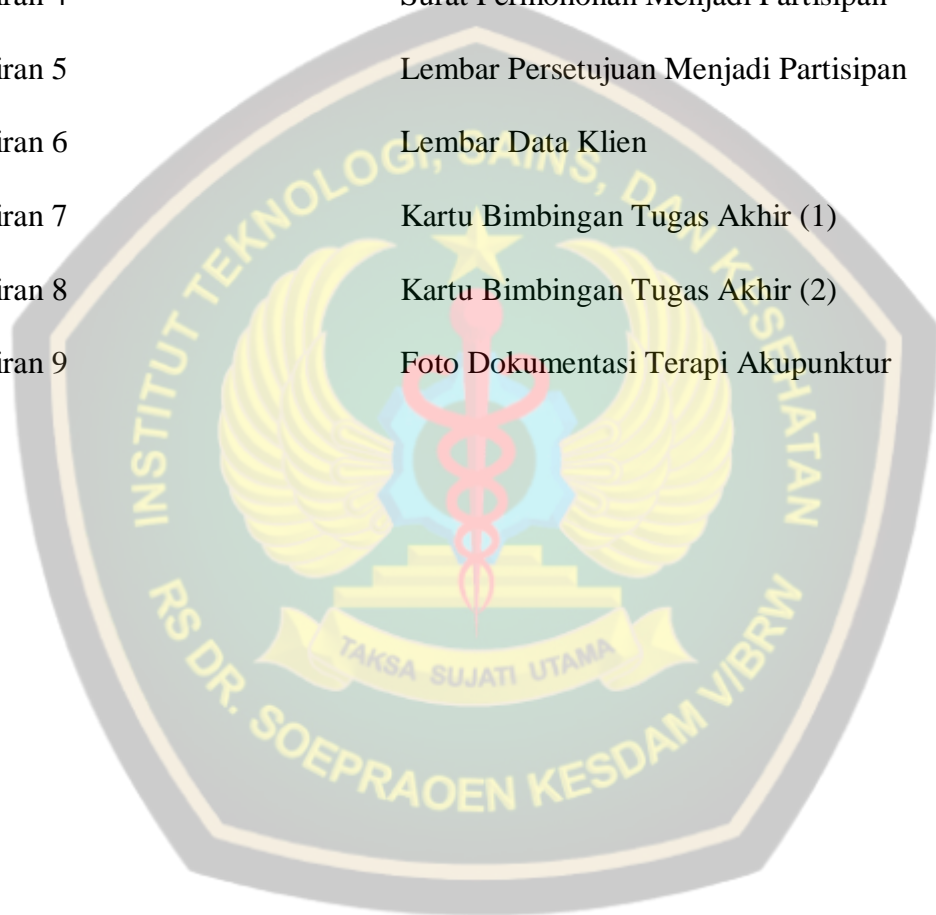 iran 4 Surat Permohonan Menjadi Partisipan
iran 5 Lembar Persetujuan Menjadi Partisipan
iran 6 Lembar Data Klien
iran 7 Kartu Bimbingan Tugas Akhir (1)
iran 8 Kartu Bimbingan Tugas Akhir (2)
iran 9 Foto Dokumentasi Terapi Akupunktur
INSTITUT TEKNOLOGI, SAINS, DAN KESEHATAN
TAKSA SUJATI UTAMA
RS DR. SOEPRAOEN KESDAM V/BRW